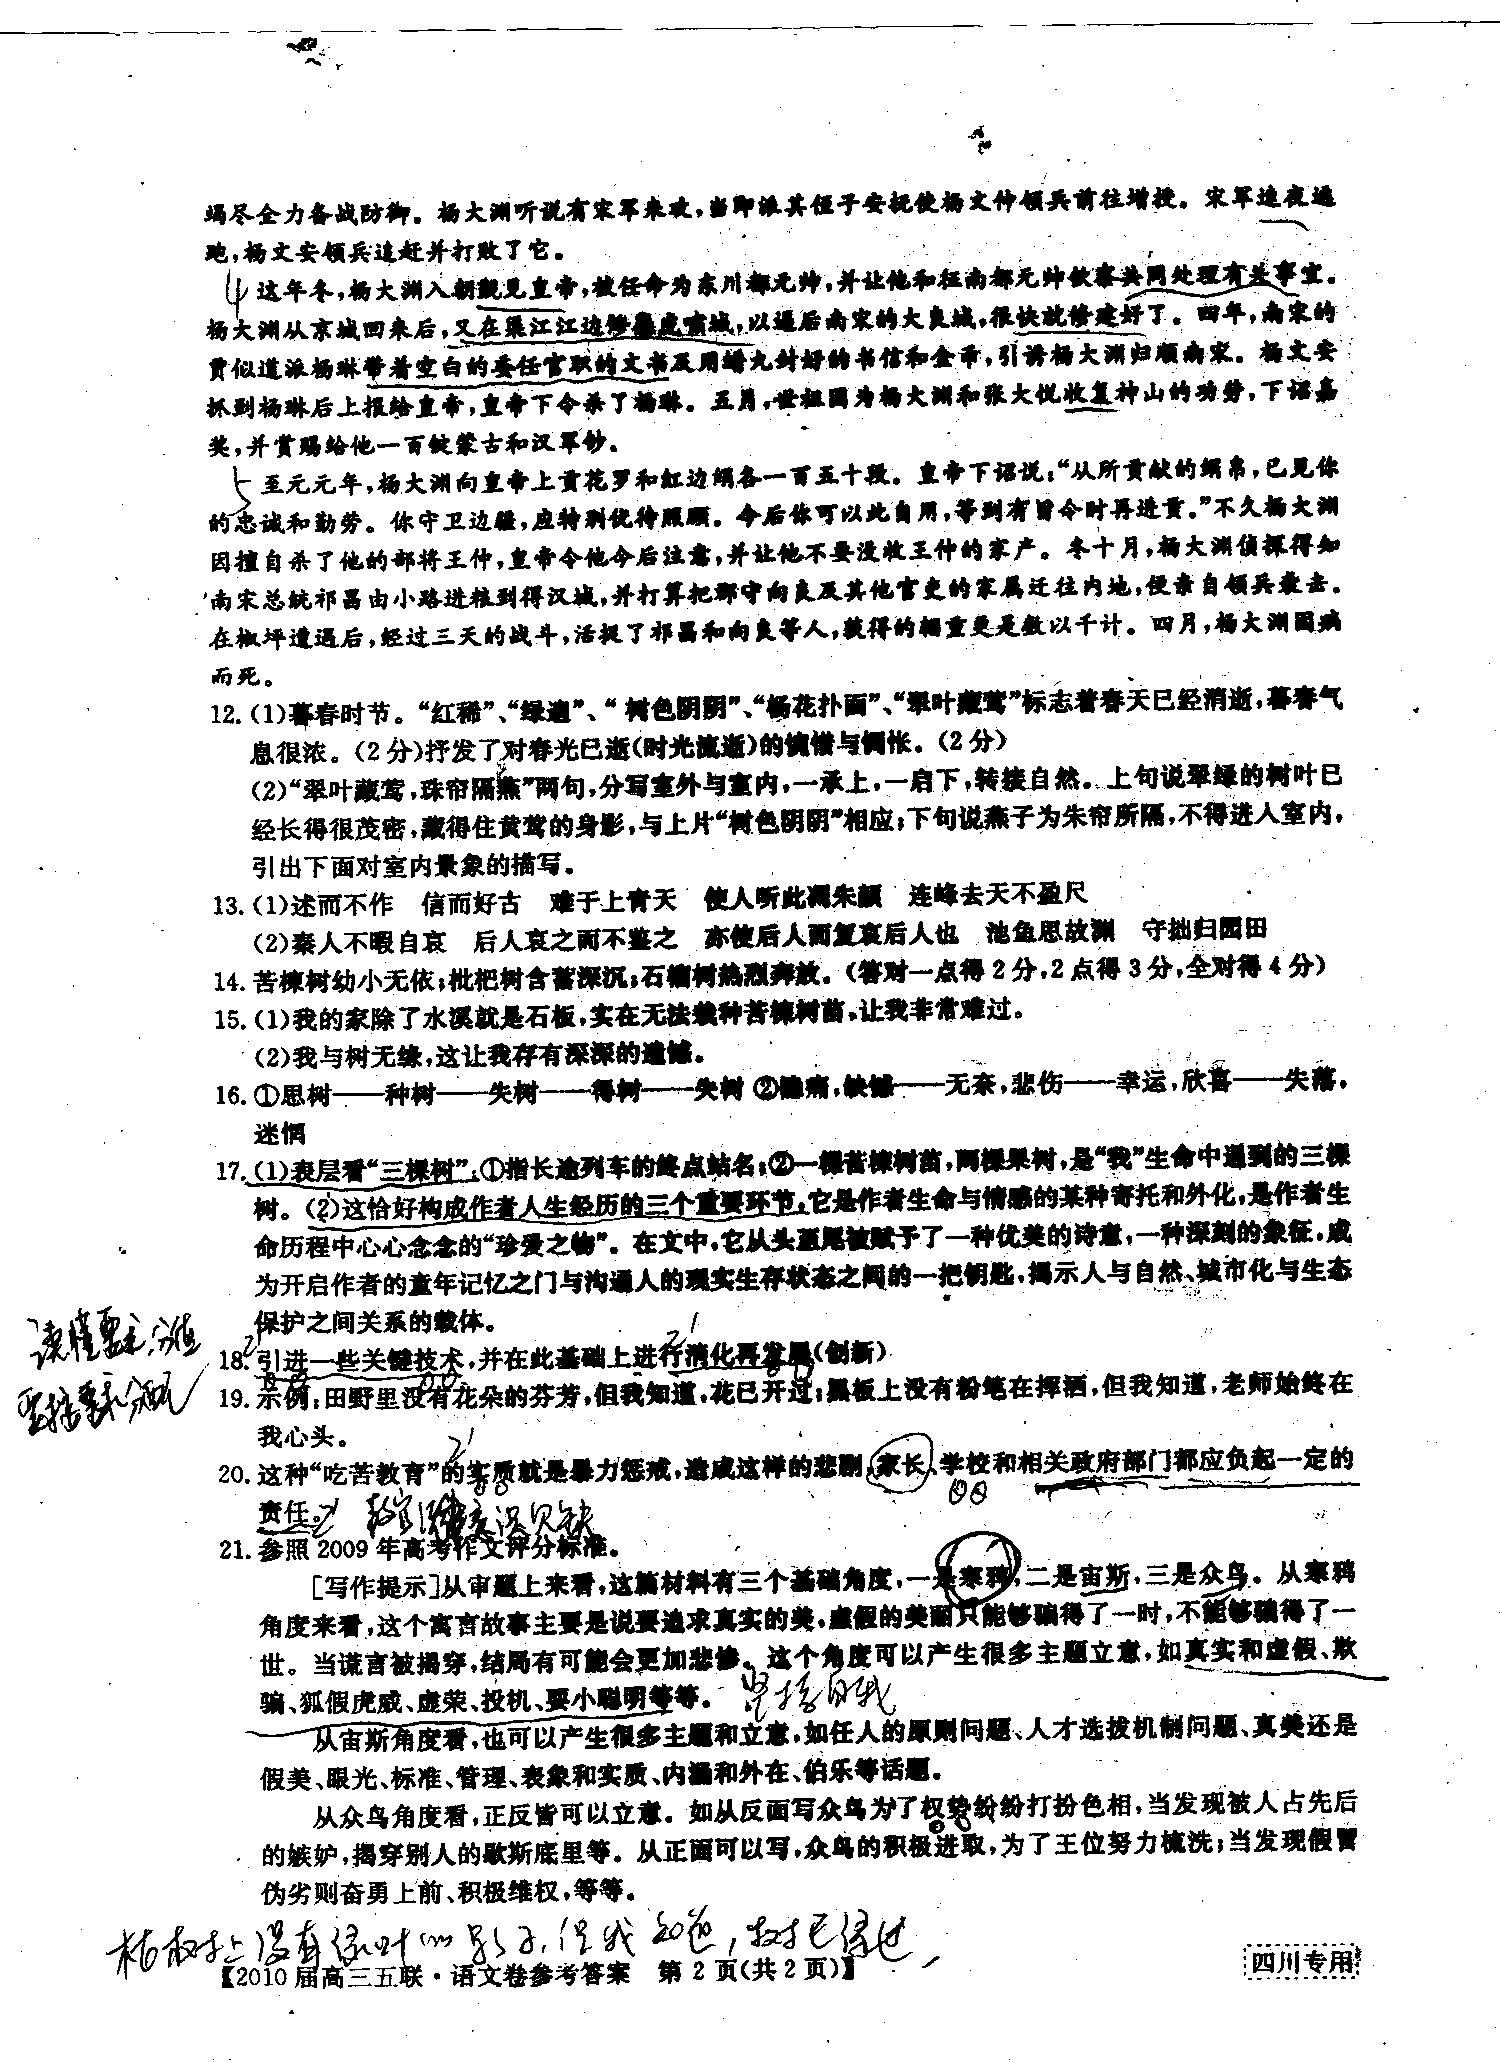 竭尽全力备战防御。杨大渊听说有宋军来攻,当即派其侄子安抚使杨文仲领兵前往增援。宋军连夜逃
跑,杨文安领兵追赶并打败了它。
这年冬,杨大渊入朝觐见皇帝,被任命为东川都元帅,并让他和征南都元帅钦察共同处理有关事宜。
杨大渊从京城回来后,又在渠江江边修蟇虎啸城,以逼后南宋的大良城,很快就修建好了。四年,南宋的
贾似道派杨琳带着空白的委任官职的文书及用蜡丸封好的书信和金币,引诱杨大渊归顺南宋。杨文安
抓到杨琳后上报给皇帝,皇帝下令杀了杨琳。五月,世祖因为杨大渊和张大悦收复神山的功劳,下诏嘉
奖,并赏赐给他一百锭蒙古和汉军钞。
至元元年,杨大渊向皇帝上贡花罗和红边绢各一百五十段。皇帝下诏说:“从所贡献的绢帛,已见你
的忠诚和勤劳。你守卫边疆,应特别优待照顾。今后你可以此自用,等到有旨令时再进贡。”不久杨大渊
因擅自杀了他的部将王仲,皇帝令他今后注意,并让他不要没收王仲的家产。冬十月,杨大渊侦探得知
南宋总统祁昌由小路进粮到得汉城,并打算把郡守向良及其他官吏的家属迁往内地,便亲自领兵袭击。
在椒坪遭遇后,经过三天的战斗,活捉了祁昌和向良等人,获得的辎重更是数以千计。四月,杨大渊因病
而死。
12.(1)暮春时节。“红稀”、“绿遍”、“树色阴阴”、“杨花扑面”、“翠叶藏莺”标志着春天已经消逝,暮春气
息很浓。(2分)抒发了对春光已逝(时光流逝)的惋惜与惆怅。(2分)
(2)“翠叶藏莺,珠帘隔燕”两句,分写室外与室内,一承上,一启下,转接自然。上句说翠绿的树叶已
经长得很茂密,藏得住黄莺的身影,与上片“树色阴阴”相应;下句说燕子为朱帘所隔,不得进入室内,
引出下面对室内景象的描写。
13.(1)述而不作 信而好古 难于上青天 使人听此凋朱颜 连峰去天不盈尺
(2)秦人不暇自哀 后人哀之而不鉴之 亦使后人而复哀后人也 池鱼思故渊 守拙归园田
14.苦楝树幼小无依;枇杷树含蓄深沉;石榴树热烈奔放。(答对一点得2分,2点得3分,全对得4分)
15.(1)我的家除了水溪就是石板,实在无法栽种苦楝树苗,让我非常难过。
(2)我与树无缘,这让我存有深深的遗憾。
16.①思树——种树——失树——得树——失树 ②隐痛,缺憾——无奈,悲伤——幸运,欣喜——失落,
迷惘
17.(1)表层看“三棵树”:①指长途列车的终点站名;②一棵苦楝树苗,两棵果树,是“我”生命中遇到的三棵
树。(2)这恰好构成作者人生经历的三个重要环节,它是作者生命与情感的某种寄托和外化,是作者生
命历程中心心念念的“珍爱之物”。在文中,它从头至尾被赋予了一种优美的诗意,一种深刻的象征,成
为开启作者的童年记忆之门与沟通人的现实生存状态之间的一把钥匙,揭示人与自然、城市化与生态
保护之间关系的载体。
18.引进一些关键技术,并在此基础上进行消化再发展(创新)
19.示例:田野里没有花朵的芬芳,但我知道,花已开过;黑板上没有粉笔在挥洒,但我知道,老师始终在
我心头。
20.这种“吃苦教育”的实质就是暴力惩戒,造成这样的悲剧,家长、学校和相关政府部门都应负起一定的
责任。
21.参照2009年高考作文评分标准。
[写作提示]从审题上来看,这篇材料有三个基础角度,一是寒鸦,二是宙斯,三是众鸟。从寒鸦
角度来看,这个寓言故事主要是说要追求真实的美,虚假的美丽只能够骗得了一时,不能够骗得了一
世。当谎言被揭穿,结局有可能会更加悲惨。这个角度可以产生很多主题立意,如真实和虚假、欺
骗、狐假虎威、虚荣、投机、耍小聪明等等。坚持自我
从宙斯角度看,也可以产生很多主题和立意,如任人的原则问题、人才选拔机制问题、真美还是
假美、眼光、标准、管理、表象和实质、内涵和外在、伯乐等话题。
从众鸟角度看,正反皆可以立意。如从反面写众鸟为了权势纷纷打扮色相,当发现被人占先后
的嫉妒,揭穿别人的歇斯底里等。从正面可以写,众鸟的积极进取,为了王位努力梳洗;当发现假冒
伪劣则奋勇上前、积极维权,等等。
枯树上没有绿叶的影子,但我知道,树已绿过
【2010届高三五联·语文卷参考答案 第2页(共2页)】
四川专用